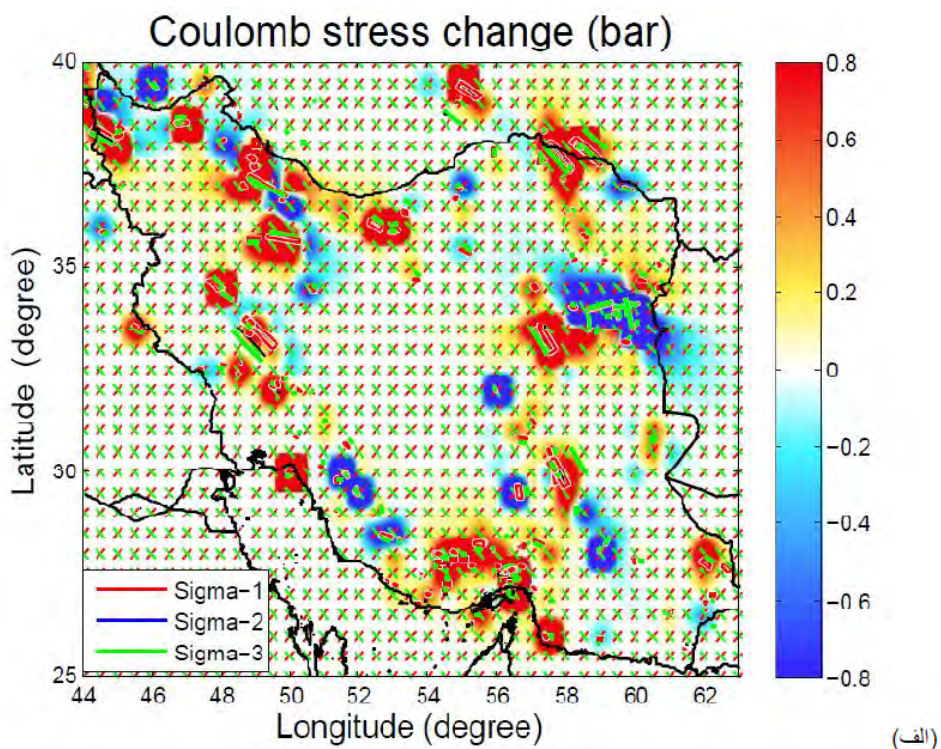 Coulomb stress change (bar)
40
35
30
25
Latitude (degree)
44 46 48 50 52 54 56 58 60 62
Longitude (degree)
Sigma-1
Sigma-2
Sigma-3
0.8
0.6
0.4
0.2
0
-0.2
-0.4
-0.6
-0.8
(الف)